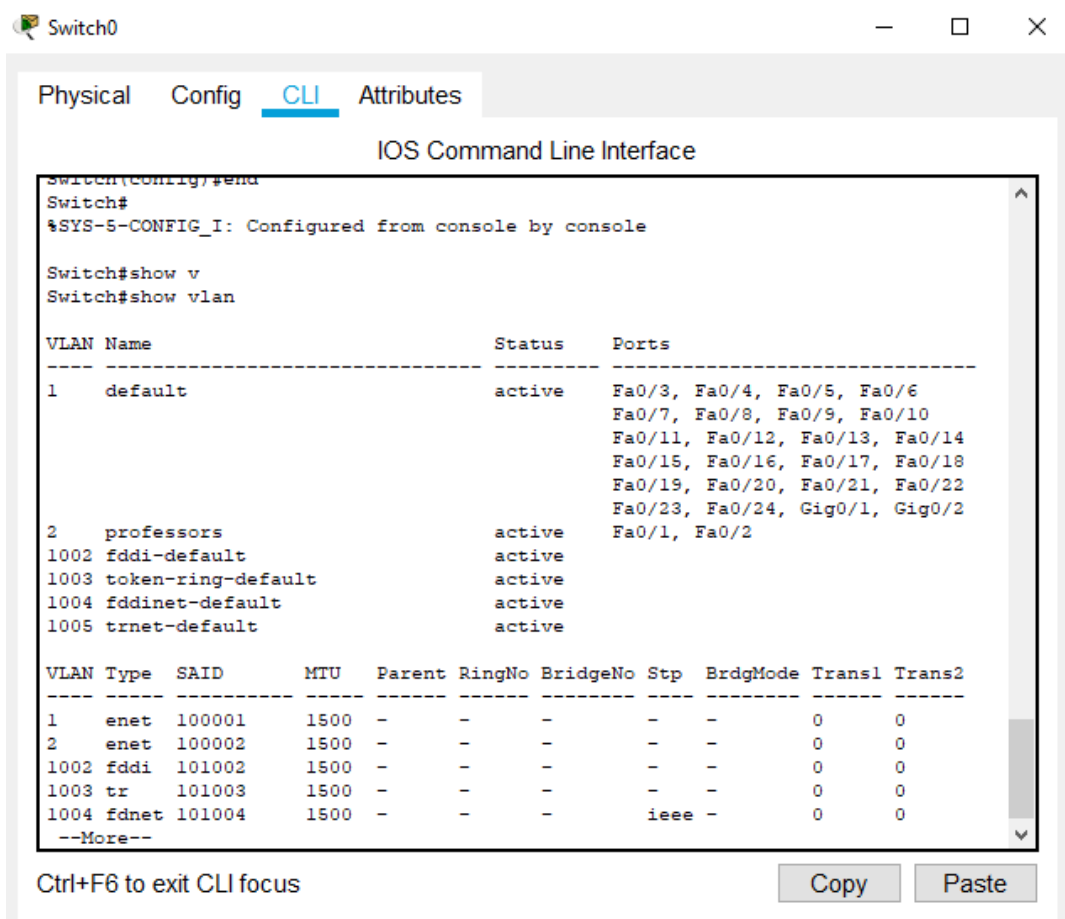 Switch0
Physical Config CLI Attributes
IOS Command Line Interface
Switch(config)#end
Switch#
%SYS-5-CONFIG_I: Configured from console by console
Switch#show v
Switch#show vlan
VLAN Name Status Ports
---- -------------------------------- --------- -------------------------------
1 default active Fa0/3, Fa0/4, Fa0/5, Fa0/6
Fa0/7, Fa0/8, Fa0/9, Fa0/10
Fa0/11, Fa0/12, Fa0/13, Fa0/14
Fa0/15, Fa0/16, Fa0/17, Fa0/18
Fa0/19, Fa0/20, Fa0/21, Fa0/22
Fa0/23, Fa0/24, Gig0/1, Gig0/2
2 professors active Fa0/1, Fa0/2
1002 fddi-default active
1003 token-ring-default active
1004 fddinet-default active
1005 trnet-default active
VLAN Type SAID MTU Parent RingNo BridgeNo Stp BrdgMode Trans1 Trans2
---- ----- ---------- ----- ------ ------ -------- ---- -------- ------ ------
1 enet 100001 1500 - - - - - 0 0
2 enet 100002 1500 - - - - - 0 0
1002 fddi 101002 1500 - - - - - 0 0
1003 tr 101003 1500 - - - - - 0 0
1004 fdnet 101004 1500 - - - ieee - 0 0
--More--
Ctrl+F6 to exit CLI focus
Copy Paste